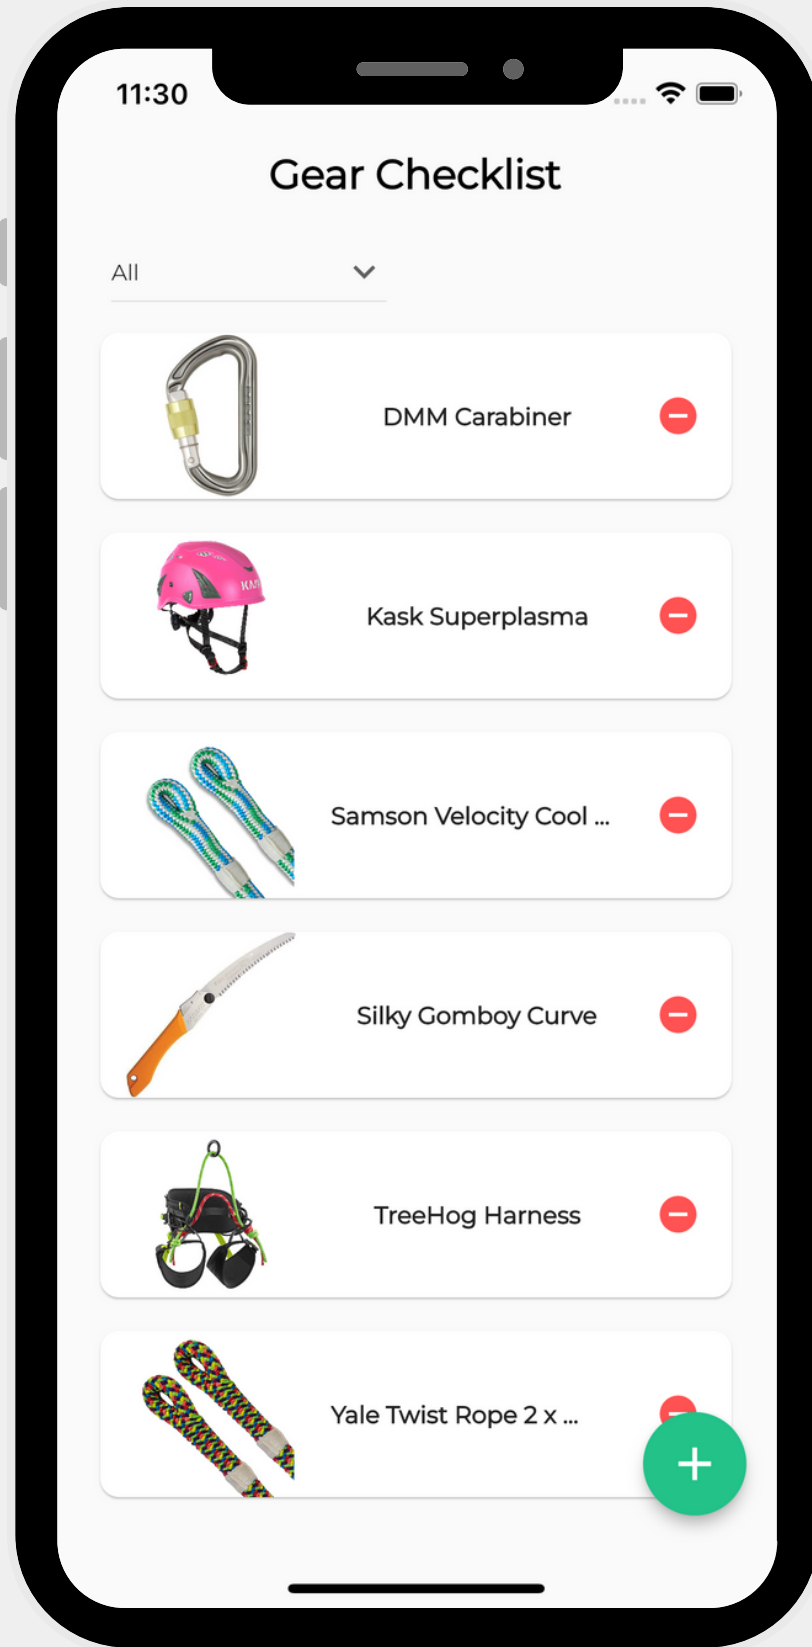 11:30
Gear Checklist
All
DMM Carabiner
Kask Superplasma
Samson Velocity Cool ...
Silky Gomboy Curve
TreeHog Harness
Yale Twist Rope 2 x ...